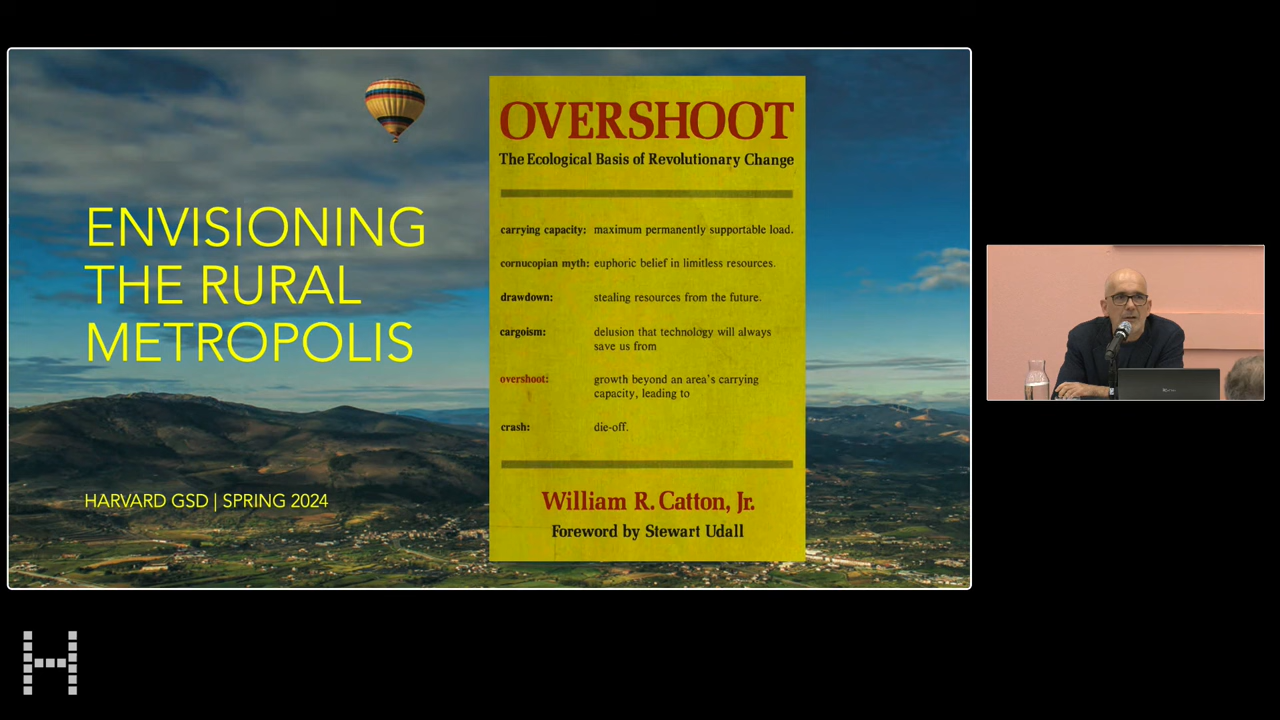 ENVISIONING
THE RURAL
METROPOLIS
HARVARD GSD | SPRING 2024
OVERSHOOT
The Ecological Basis of Revolutionary Change
carrying capacity: maximum permanently supportable load.
cornucopian myth: euphoric belief in limitless resources.
drawdown: stealing resources from the future.
cargoism: delusion that technology will always
save us from
overshoot: growth beyond an area's carrying
capacity, leading to
crash: die-off.
William R. Catton, Jr.
Foreword by Stewart Udall
H